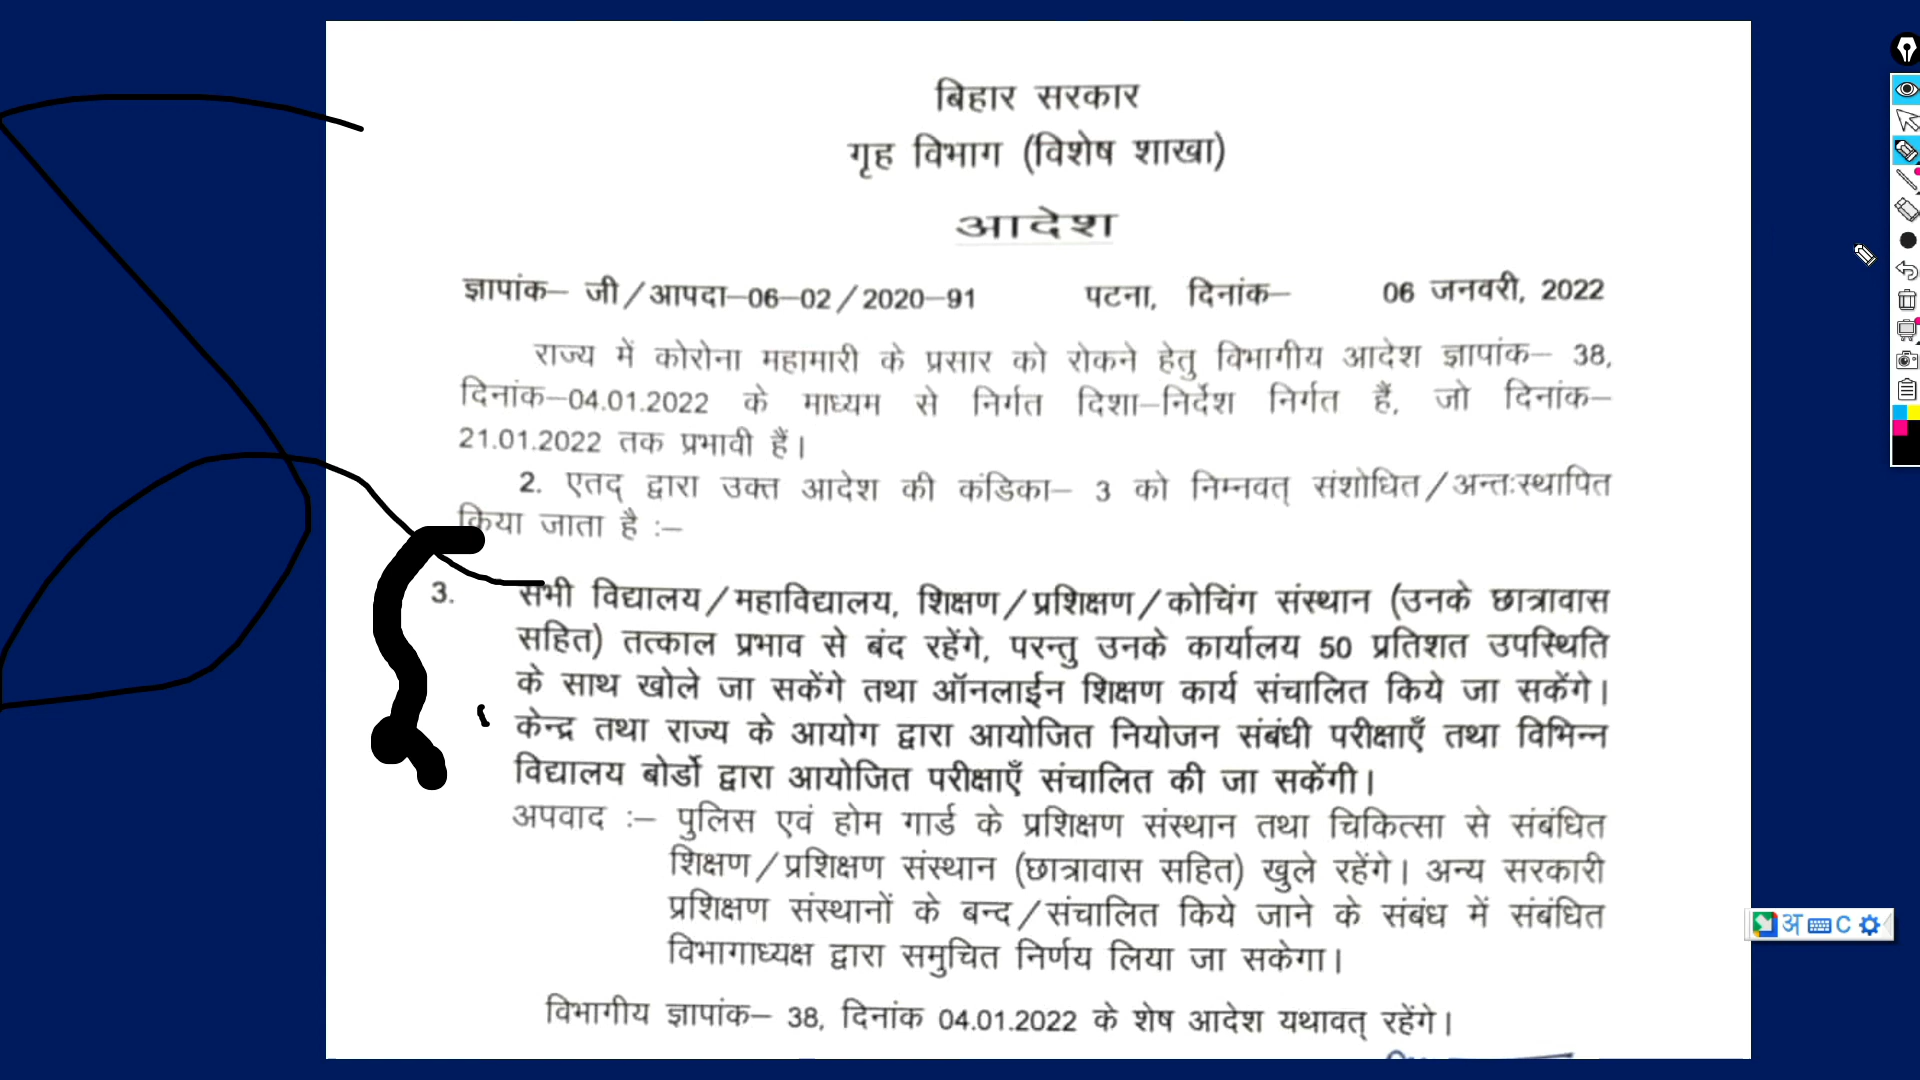 बिहार सरकार
गृह विभाग (विशेष शाखा)
आदेश
ज्ञापांक– जी/आपदा–06–02/2020–91 पटना, दिनांक– 06 जनवरी, 2022
राज्य में कोरोना महामारी के प्रसार को रोकने हेतु विभागीय आदेश ज्ञापांक– 38,
दिनांक–04.01.2022 के माध्यम से निर्गत दिशा–निर्देश निर्गत हैं, जो दिनांक–
21.01.2022 तक प्रभावी हैं।
2. एतद् द्वारा उक्त आदेश की कंडिका– 3 को निम्नवत् संशोधित/अन्तःस्थापित
किया जाता है :–
3. सभी विद्यालय/महाविद्यालय, शिक्षण/प्रशिक्षण/कोचिंग संस्थान (उनके छात्रावास
सहित) तत्काल प्रभाव से बंद रहेंगे, परन्तु उनके कार्यालय 50 प्रतिशत उपस्थिति
के साथ खोले जा सकेंगे तथा ऑनलाईन शिक्षण कार्य संचालित किये जा सकेंगे।
केन्द्र तथा राज्य के आयोग द्वारा आयोजित नियोजन संबंधी परीक्षाएँ तथा विभिन्न
विद्यालय बोर्डो द्वारा आयोजित परीक्षाएँ संचालित की जा सकेंगी।
अपवाद :– पुलिस एवं होम गार्ड के प्रशिक्षण संस्थान तथा चिकित्सा से संबंधित
शिक्षण/प्रशिक्षण संस्थान (छात्रावास सहित) खुले रहेंगे। अन्य सरकारी
प्रशिक्षण संस्थानों के बन्द/संचालित किये जाने के संबंध में संबंधित
विभागाध्यक्ष द्वारा समुचित निर्णय लिया जा सकेगा।
विभागीय ज्ञापांक– 38, दिनांक 04.01.2022 के शेष आदेश यथावत् रहेंगे।
अ C